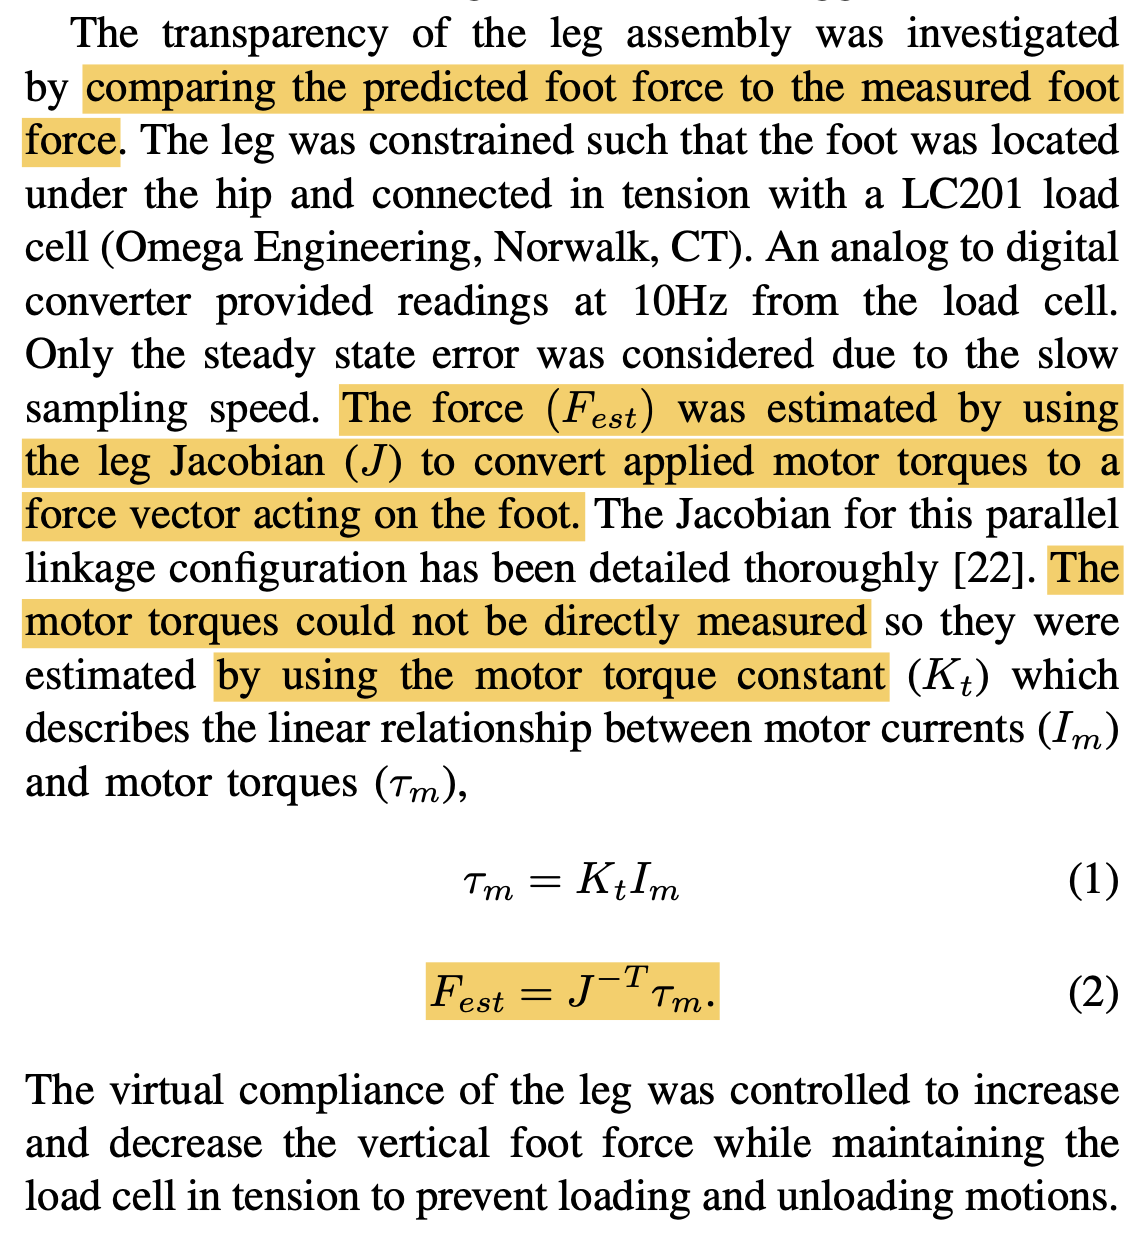 The transparency of the leg assembly was investigated
by comparing the predicted foot force to the measured foot
force. The leg was constrained such that the foot was located
under the hip and connected in tension with a LC201 load
cell (Omega Engineering, Norwalk, CT). An analog to digital
converter provided readings at 10Hz from the load cell.
Only the steady state error was considered due to the slow
sampling speed. The force (F_{est}) was estimated by using
the leg Jacobian (J) to convert applied motor torques to a
force vector acting on the foot. The Jacobian for this parallel
linkage configuration has been detailed thoroughly [22]. The
motor torques could not be directly measured so they were
estimated by using the motor torque constant (K_t) which
describes the linear relationship between motor currents (I_m)
and motor torques (τ_m),
τ_m = K_t I_m (1)
F_{est} = J^{-T} τ_m. (2)
The virtual compliance of the leg was controlled to increase
and decrease the vertical foot force while maintaining the
load cell in tension to prevent loading and unloading motions.